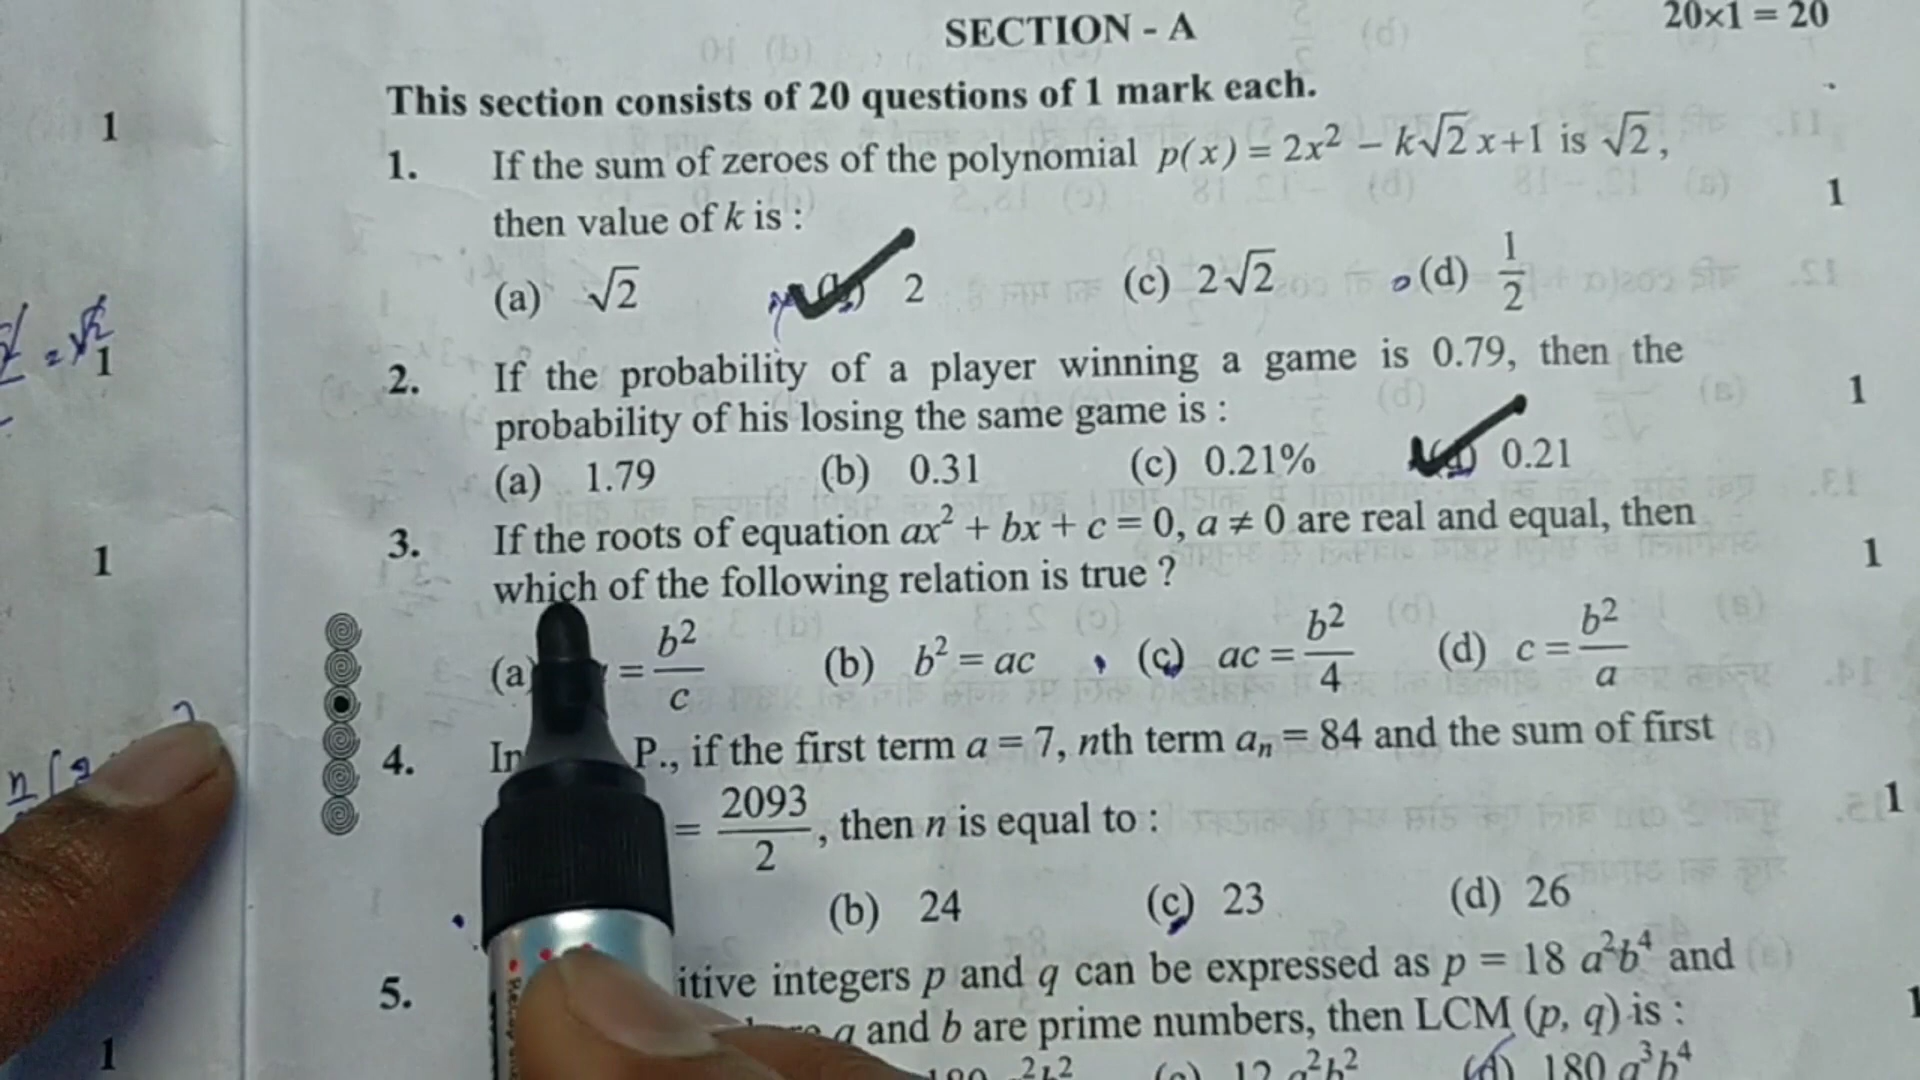 SECTION - A
20×1 = 20
This section consists of 20 questions of 1 mark each.
1. If the sum of zeroes of the polynomial p(x) = 2x² − k√2 x+1 is √2,
then value of k is :
1
(a) √2 2 (c) 2√2 (d) 1/2
2. If the probability of a player winning a game is 0.79, then the
probability of his losing the same game is :
1
(a) 1.79 (b) 0.31 (c) 0.21% (d) 0.21
3. If the roots of equation ax² + bx + c = 0, a ≠ 0 are real and equal, then
which of the following relation is true ?
1
(a) = b²/c (b) b² = ac (c) ac = b²/4 (d) c = b²/a
4. In P., if the first term a = 7, nth term aₙ = 84 and the sum of first
= 2093/2, then n is equal to :
1
(b) 24 (c) 23 (d) 26
5. itive integers p and q can be expressed as p = 18 a²b⁴ and
a and b are prime numbers, then LCM (p, q) is :
1
(c) 12 a²b² (d) 180 a³b⁴
1
1
1
1